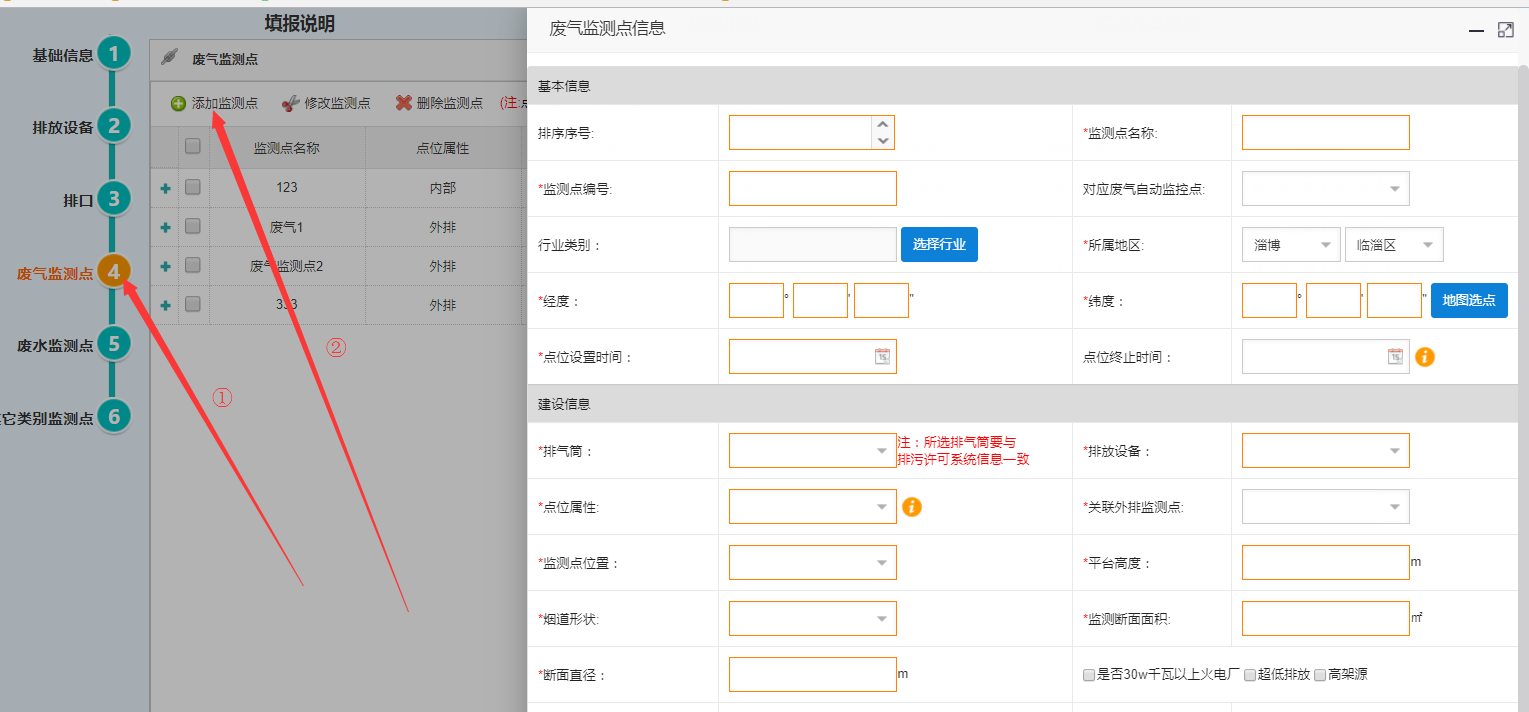 填报说明
基础信息 1
排放设备 2
排口 3
废气监测点 4
废水监测点 5
它类别监测点 6
废气监测点
添加监测点 修改监测点 删除监测点 (注:
监测点名称 点位属性
123 内部
废气1 外排
废气监测点2 外排
333 外排
①
②
废气监测点信息
基本信息
排序序号:
*监测点名称:
*监测点编号:
对应废气自动监控点:
行业类别： 选择行业
*所属地区: 淄博 临淄区
*经度： ° ' "
*纬度： ° ' " 地图选点
*点位设置时间： 15
点位终止时间： 15 i
建设信息
*排气筒：
注：所选排气筒要与
排污许可系统信息一致
*排放设备：
*点位属性: i
*关联外排监测点:
*监测点位置：
*平台高度： m
*烟道形状:
*监测断面面积: ㎡
*断面直径： m
是否30w千瓦以上火电厂 超低排放 高架源